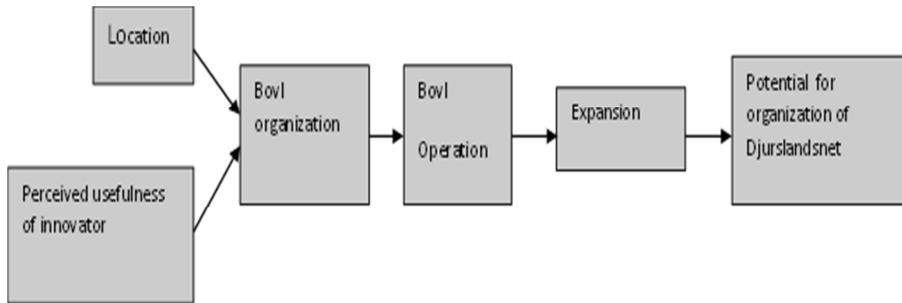 Location
Perceived usefulness
of innovator
Bovl
organization
Bovl
Operation
Expansion
Potential for
organization of
Djurslandsnet